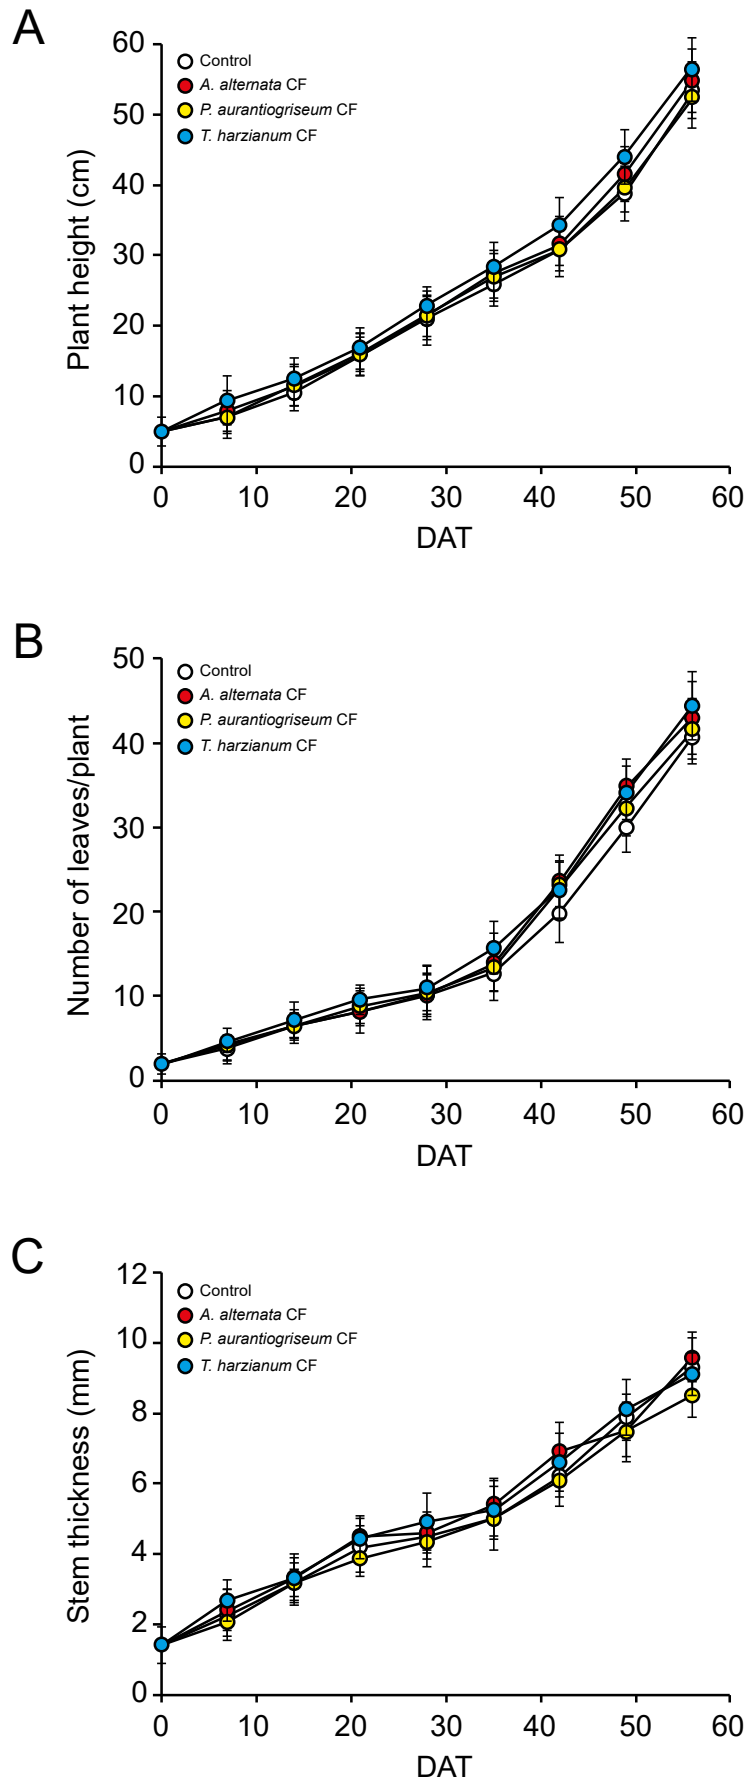 A
60
50
40
30
20
10
0
Plant height (cm)
Control
A. alternata CF
P. aurantiogriseum CF
T. harzianum CF
0 10 20 30 40 50 60
DAT
B
50
40
30
20
10
0
Number of leaves/plant
Control
A. alternata CF
P. aurantiogriseum CF
T. harzianum CF
0 10 20 30 40 50 60
DAT
C
12
10
8
6
4
2
0
Stem thickness (mm)
Control
A. alternata CF
P. aurantiogriseum CF
T. harzianum CF
0 10 20 30 40 50 60
DAT